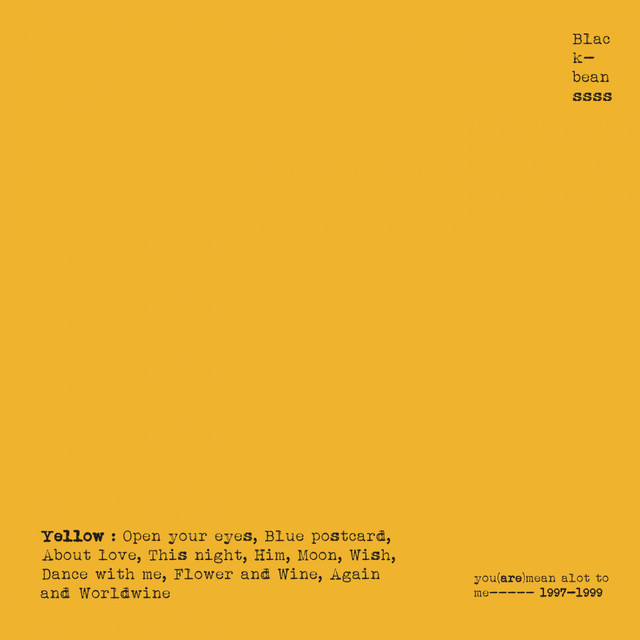 Blac
k—
bean
ssss
Yellow : Open your eyes, Blue postcard,
About love, This night, Him, Moon, Wish,
Dance with me, Flower and Wine, Again
and Worldwine
you(are)mean alot to
me————— 1997—1999